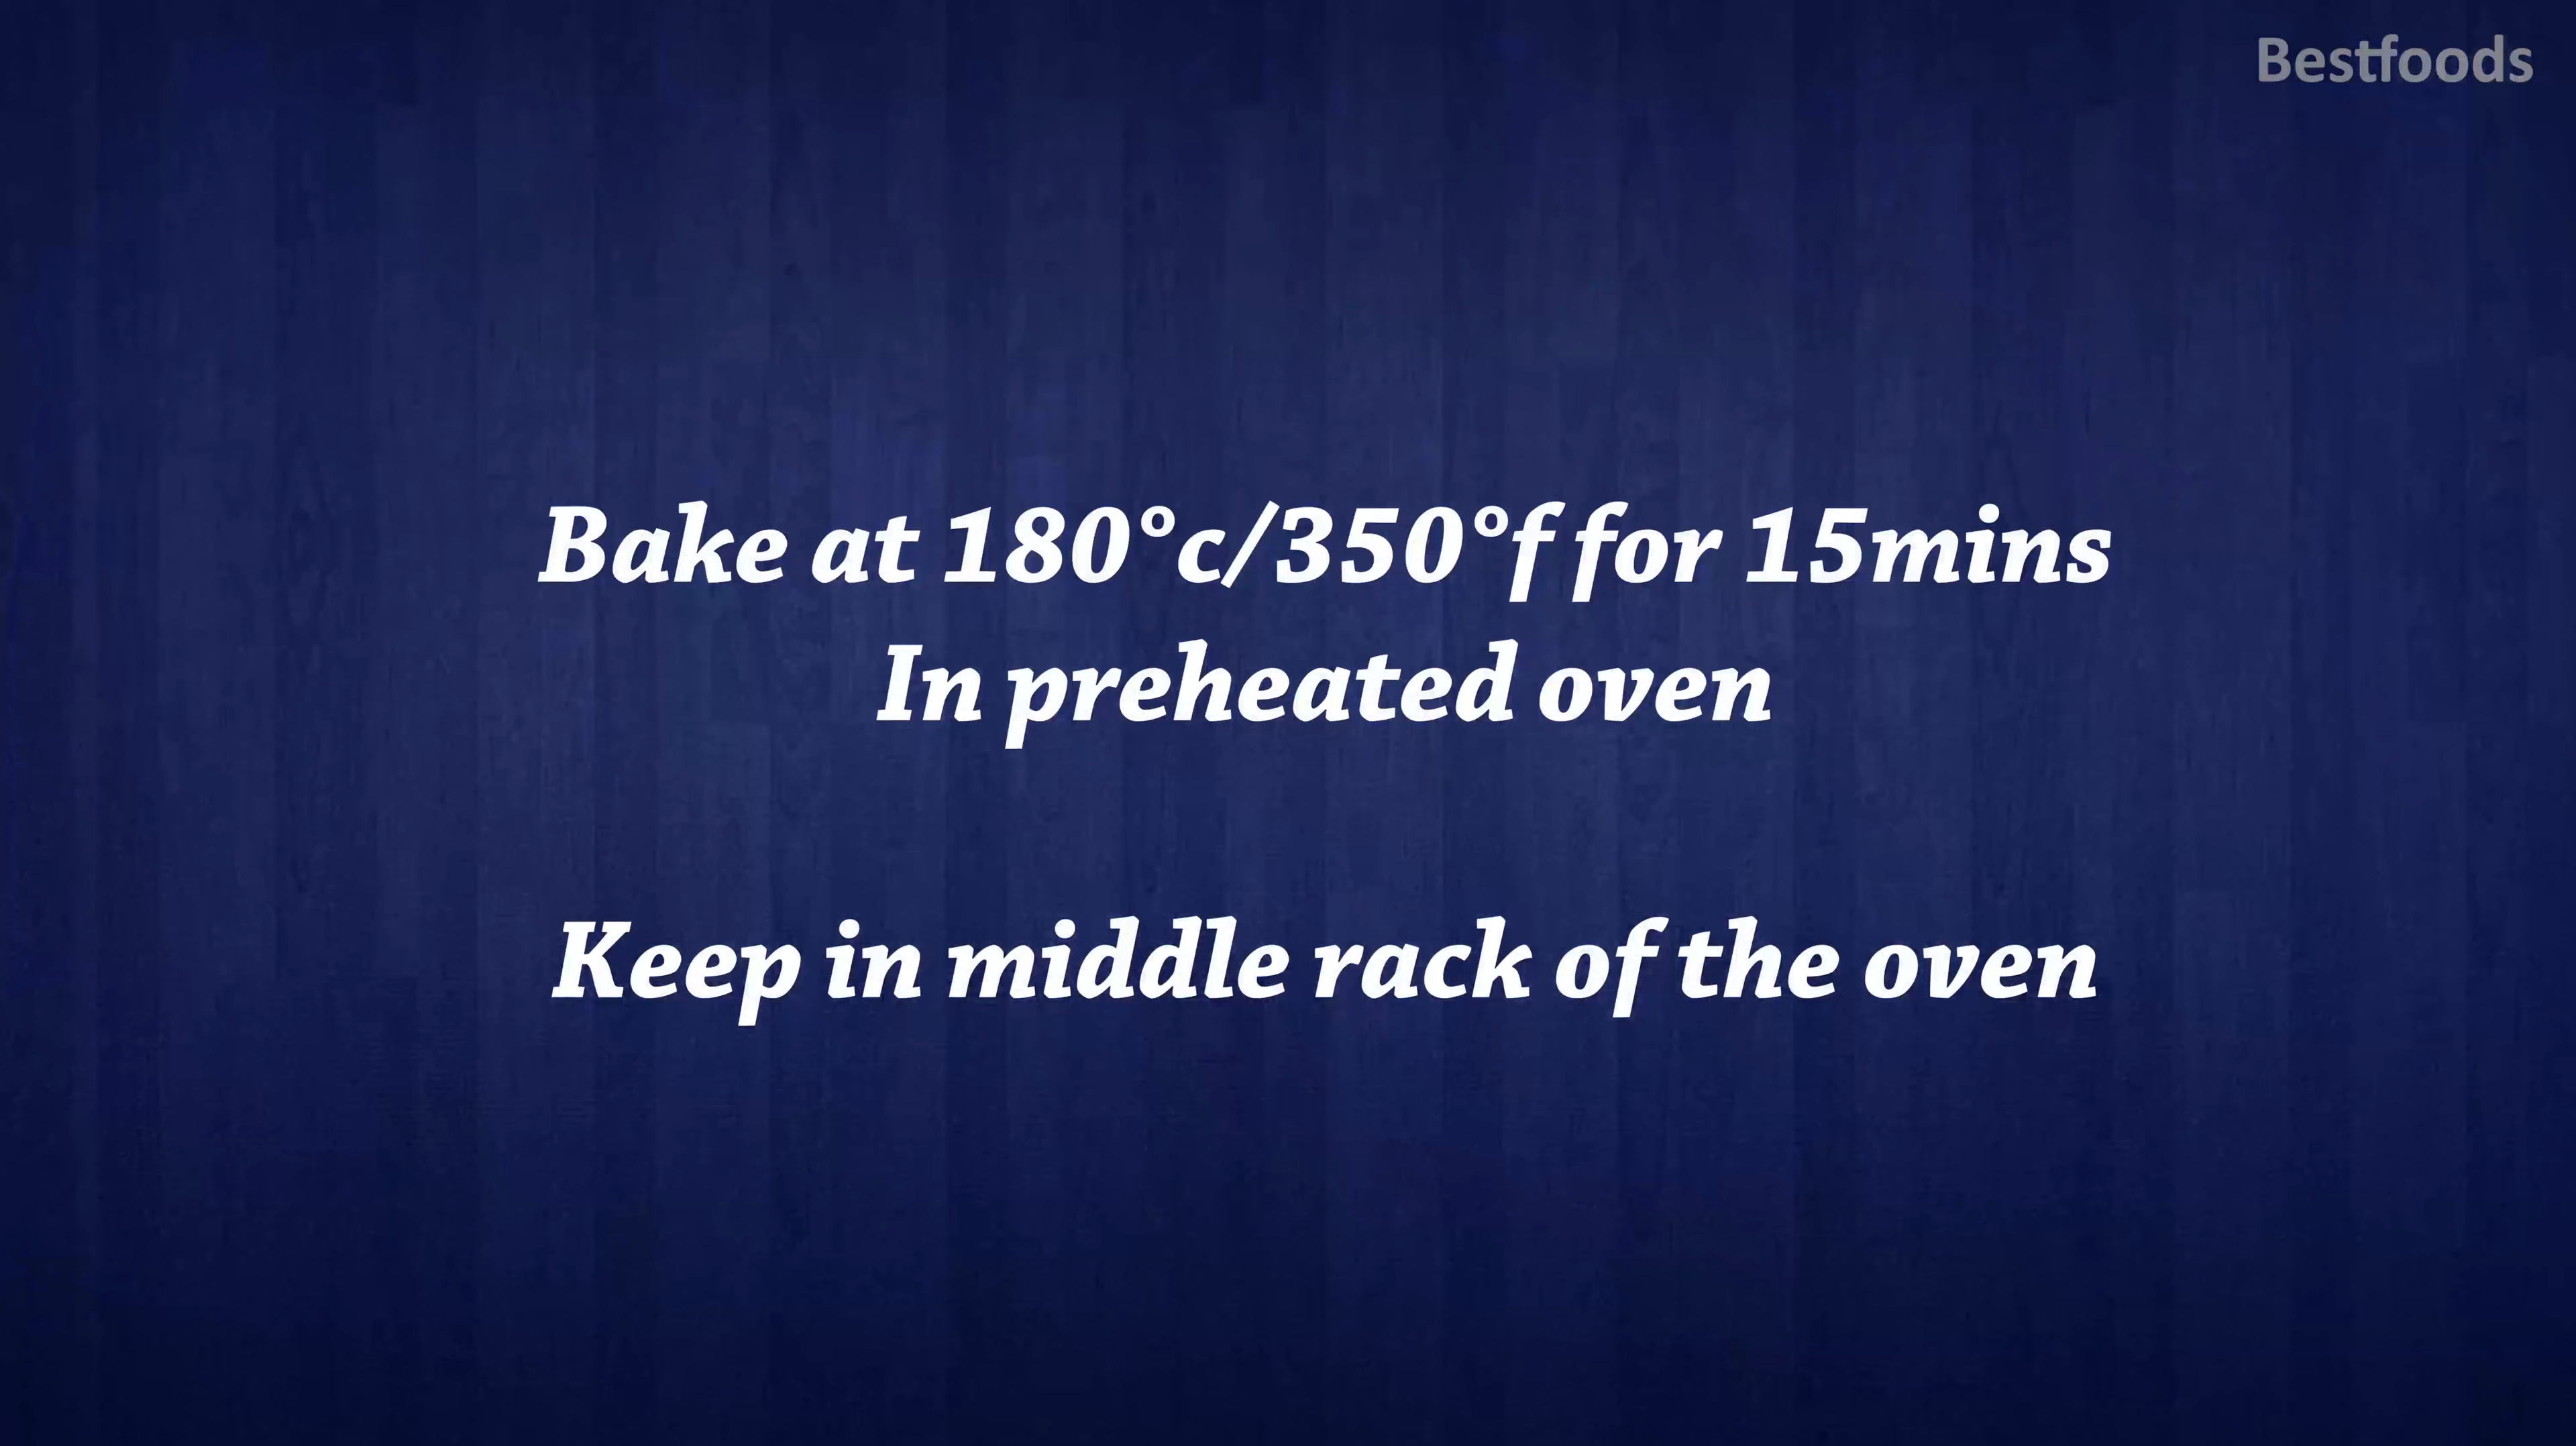 Bestfoods
Bake at 180°c/350°f for 15mins
In preheated oven
Keep in middle rack of the oven